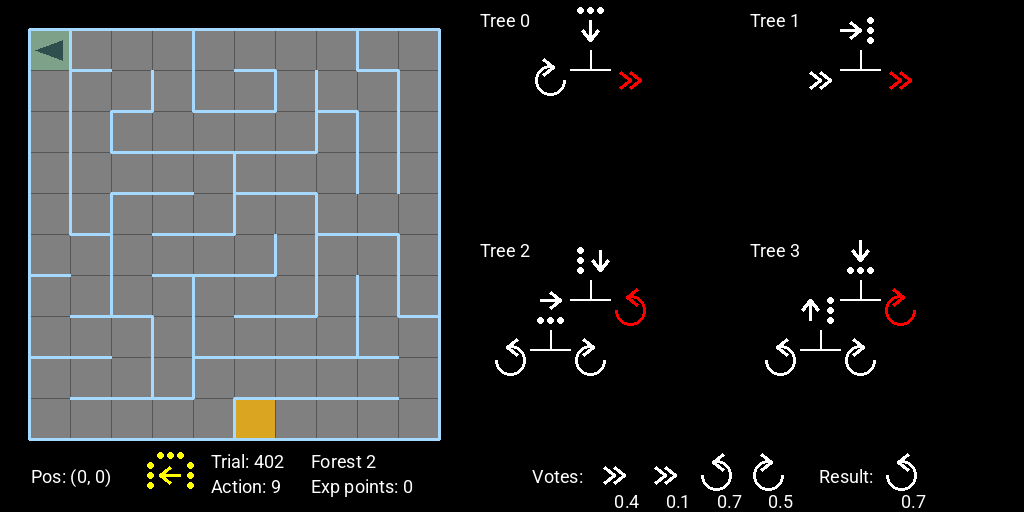 Tree 0
Tree 1
Tree 2
Tree 3
Pos: (0, 0)
Trial: 402
Forest 2
Action: 9
Exp points: 0
Votes:
0.4
0.1
0.7
0.5
Result:
0.7